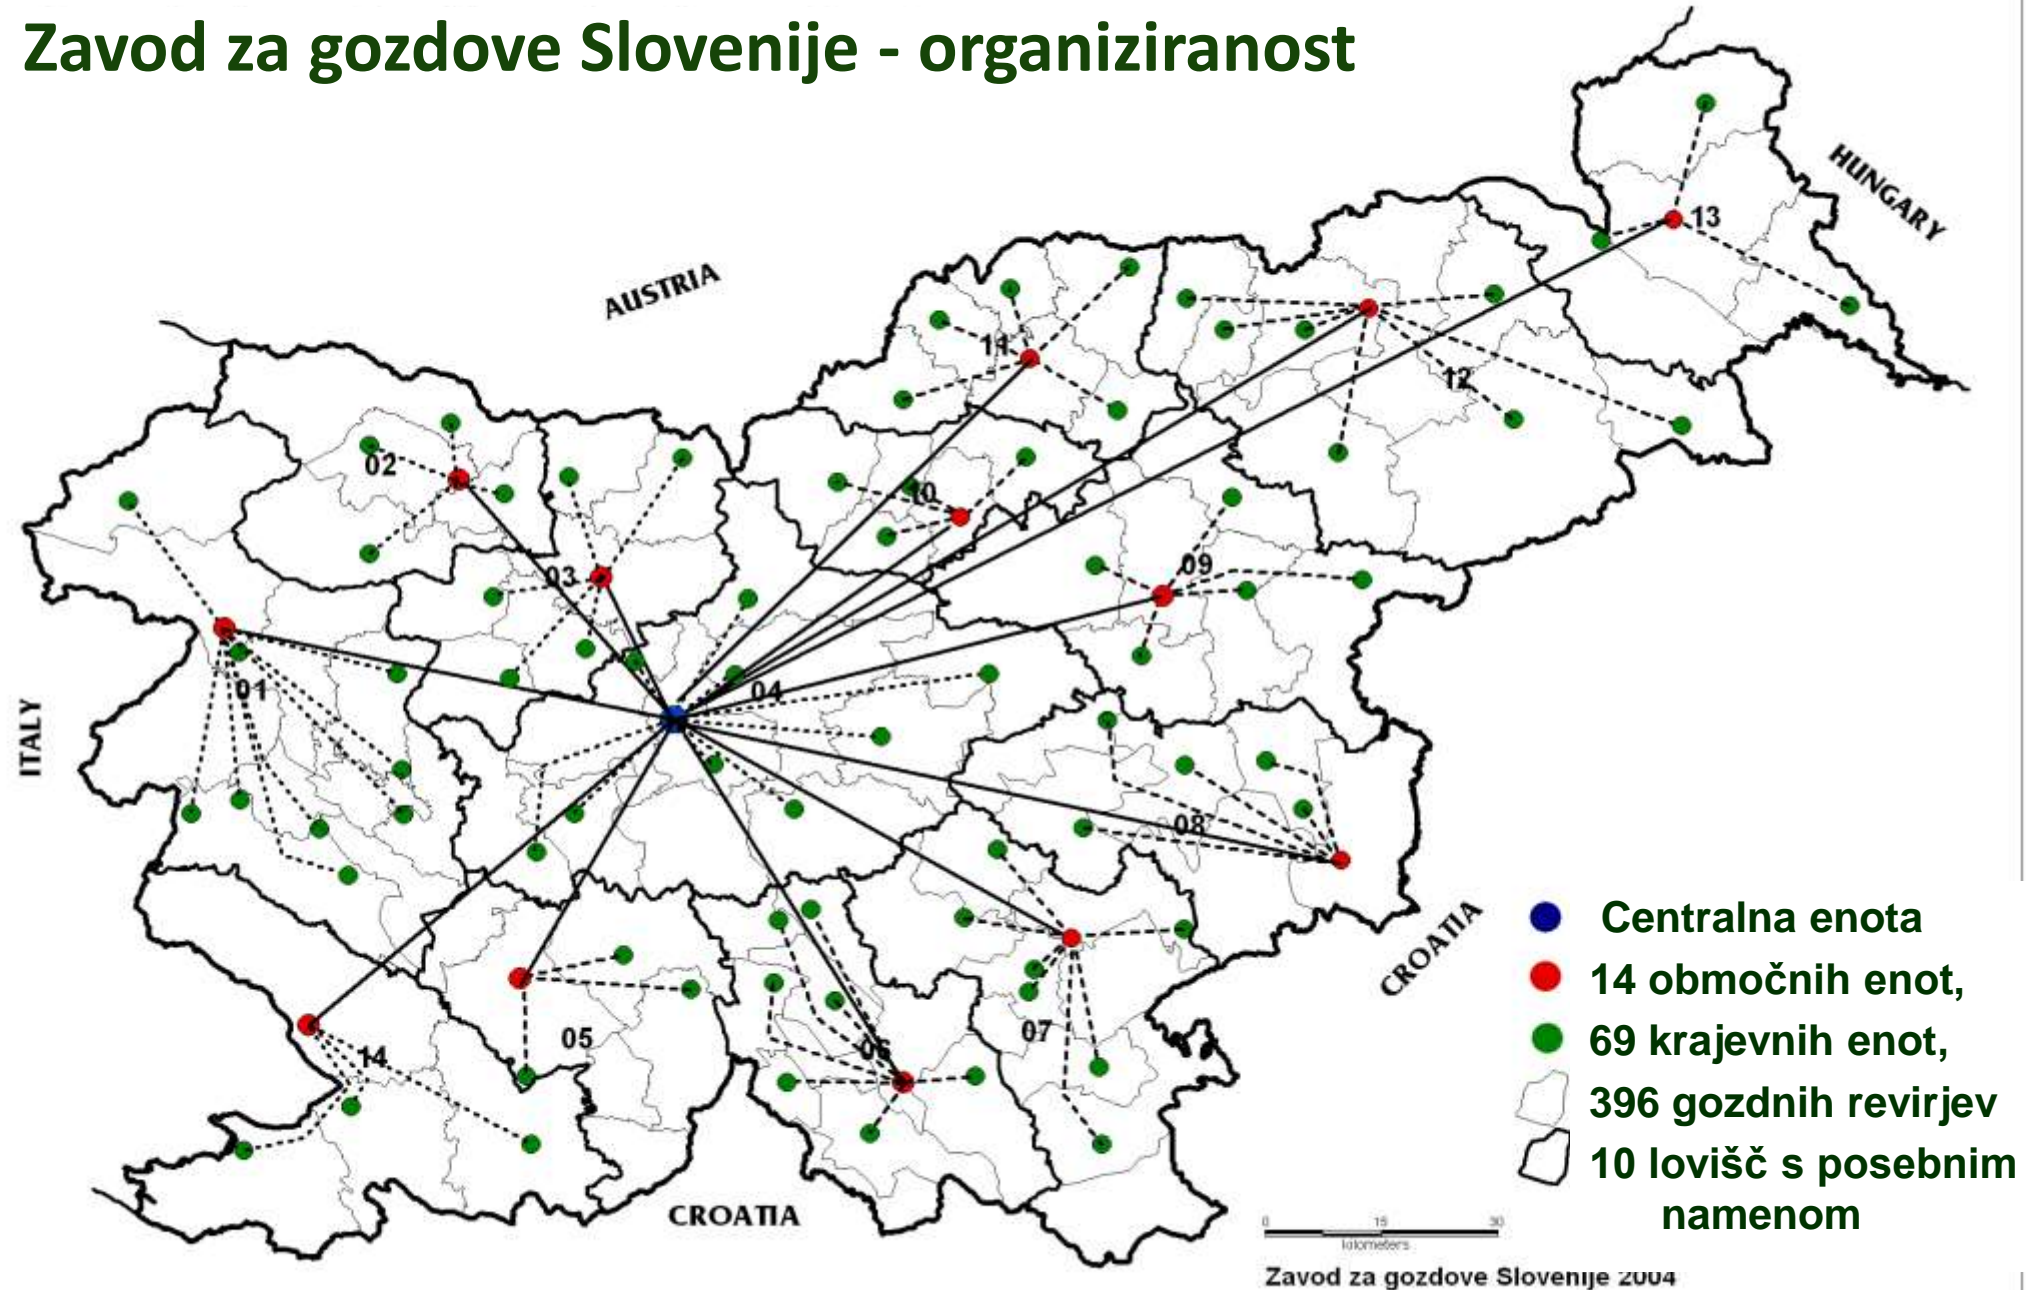 Zavod za gozdove Slovenije - organiziranost
HUNGARY
13
AUSTRIA
11
12
02
10
03
09
01
04
ITALY
08
Centralna enota
CROATIA
14 območnih enot,
07
05
69 krajevnih enot,
06
14
396 gozdnih revirjev
10 lovišč s posebnim
namenom
CROATIA
0 15 30
kilometers
Zavod za gozdove Slovenije 2004